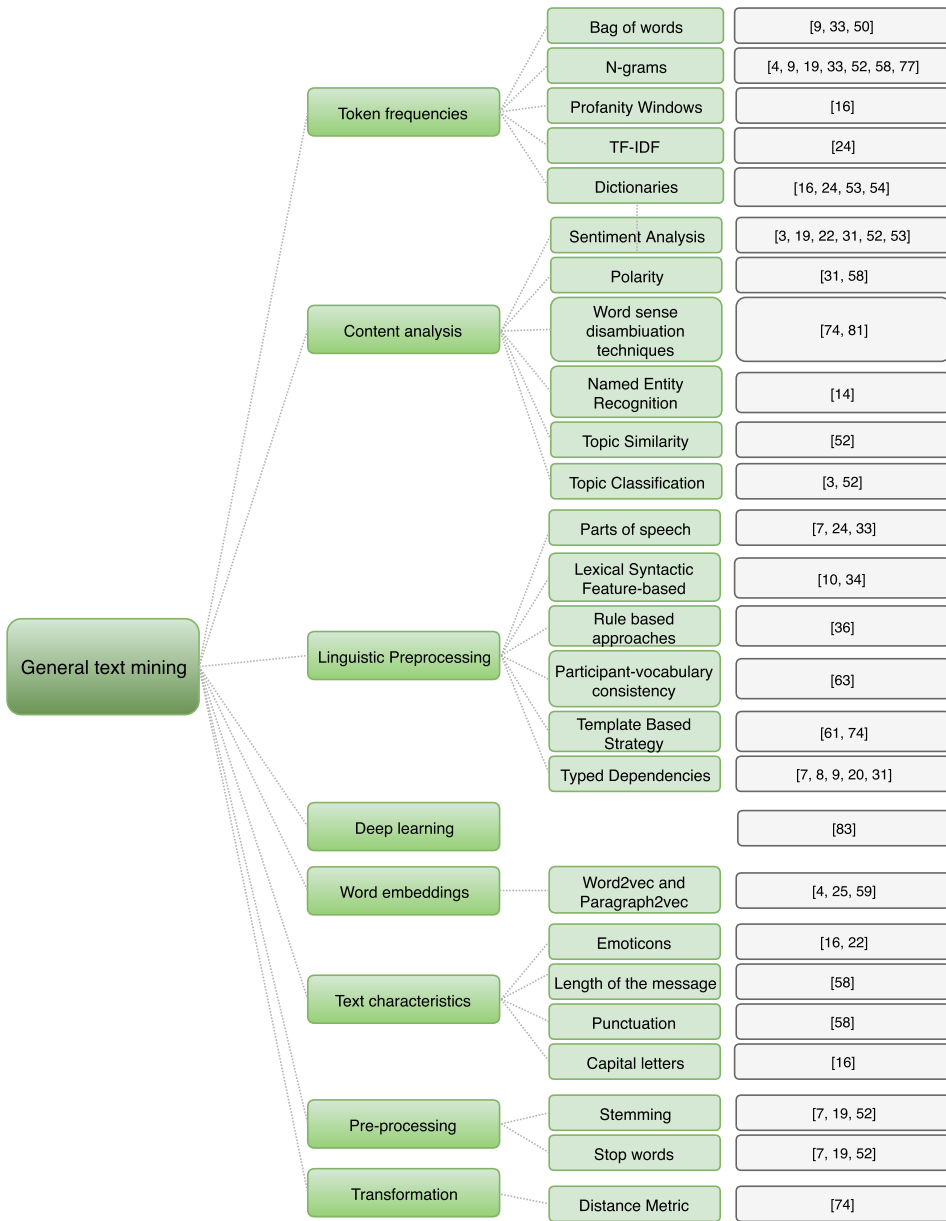 Bag of words
[9, 33, 50]
N-grams
[4, 9, 19, 33, 52, 58, 77]
Token frequencies
Profanity Windows
[16]
TF-IDF
[24]
Dictionaries
[16, 24, 53, 54]
Sentiment Analysis
[3, 19, 22, 31, 52, 53]
Polarity
[31, 58]
Content analysis
Word sense
disambiuation
techniques
[74, 81]
Named Entity
Recognition
[14]
Topic Similarity
[52]
Topic Classification
[3, 52]
Parts of speech
[7, 24, 33]
Lexical Syntactic
Feature-based
[10, 34]
General text mining
Linguistic Preprocessing
Rule based
approaches
[36]
Participant-vocabulary
consistency
[63]
Template Based
Strategy
[61, 74]
Typed Dependencies
[7, 8, 9, 20, 31]
Deep learning
[83]
Word embeddings
Word2vec and
Paragraph2vec
[4, 25, 59]
Emoticons
[16, 22]
Text characteristics
Length of the message
[58]
Punctuation
[58]
Capital letters
[16]
Pre-processing
Stemming
[7, 19, 52]
Stop words
[7, 19, 52]
Transformation
Distance Metric
[74]